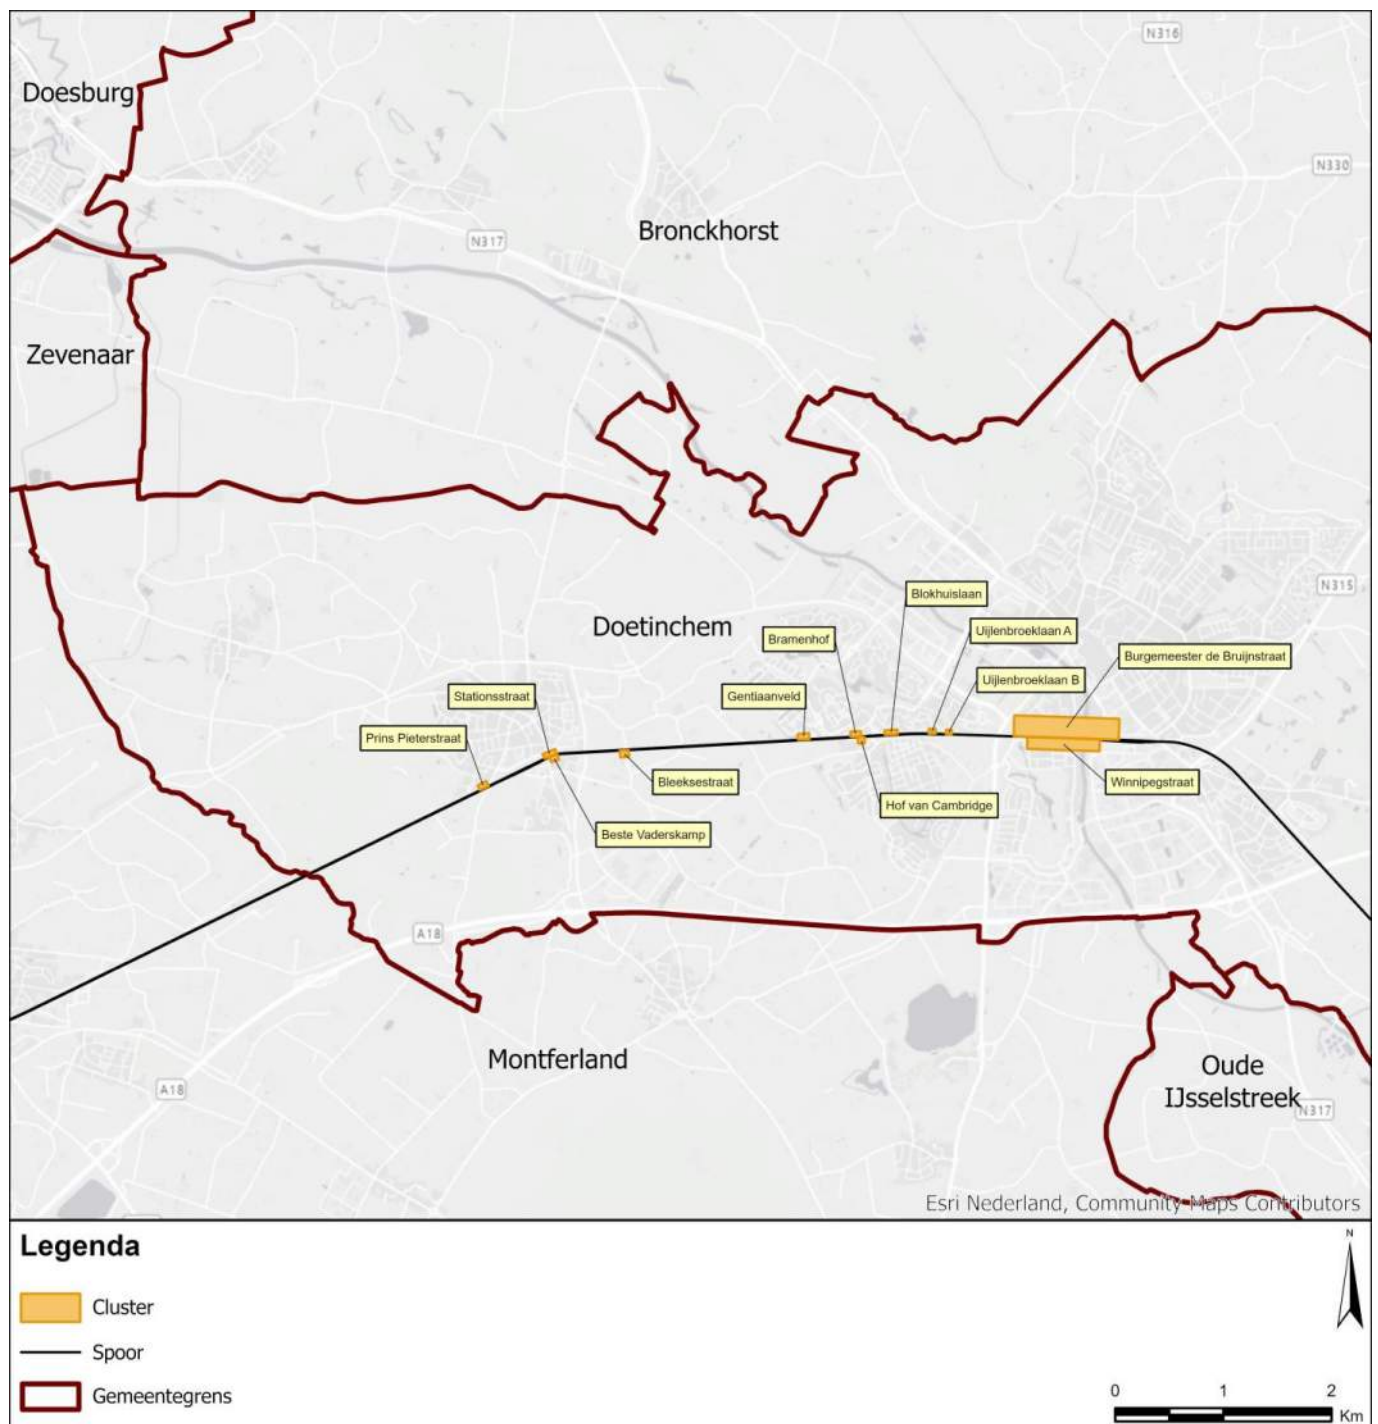 N316
Doesburg
N330
Bronckhorst
N317
Zevenaar
N315
Blokhuislaan
Doetinchem
Bramenhof
Uijlenbroeklaan A
Burgemeester de Bruijnstraat
Uijlenbroeklaan B
Stationsstraat
Gentiaanveld
Prins Pieterstraat
Bleeksestraat
Winnipegstraat
Hof van Cambridge
Beste Vaderskamp
A18
Montferland
Oude
IJsselstreek
A18
N317
Esri Nederland, Community Maps Contributors
Legenda
N
Cluster
Spoor
Gemeentegrens
0 1 2
Km